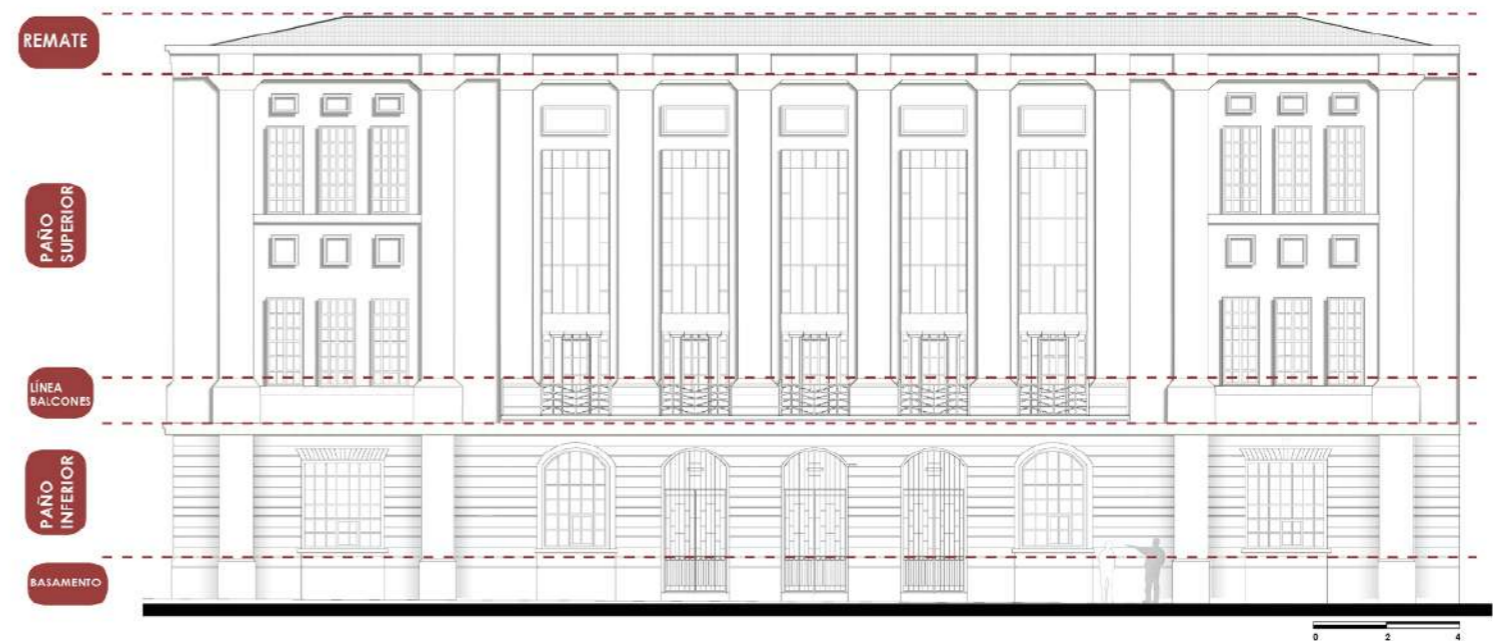 REMATE
PAÑO
SUPERIOR
LÍNEA
BALCONES
PAÑO
INFERIOR
BASAMENTO
0 2 4